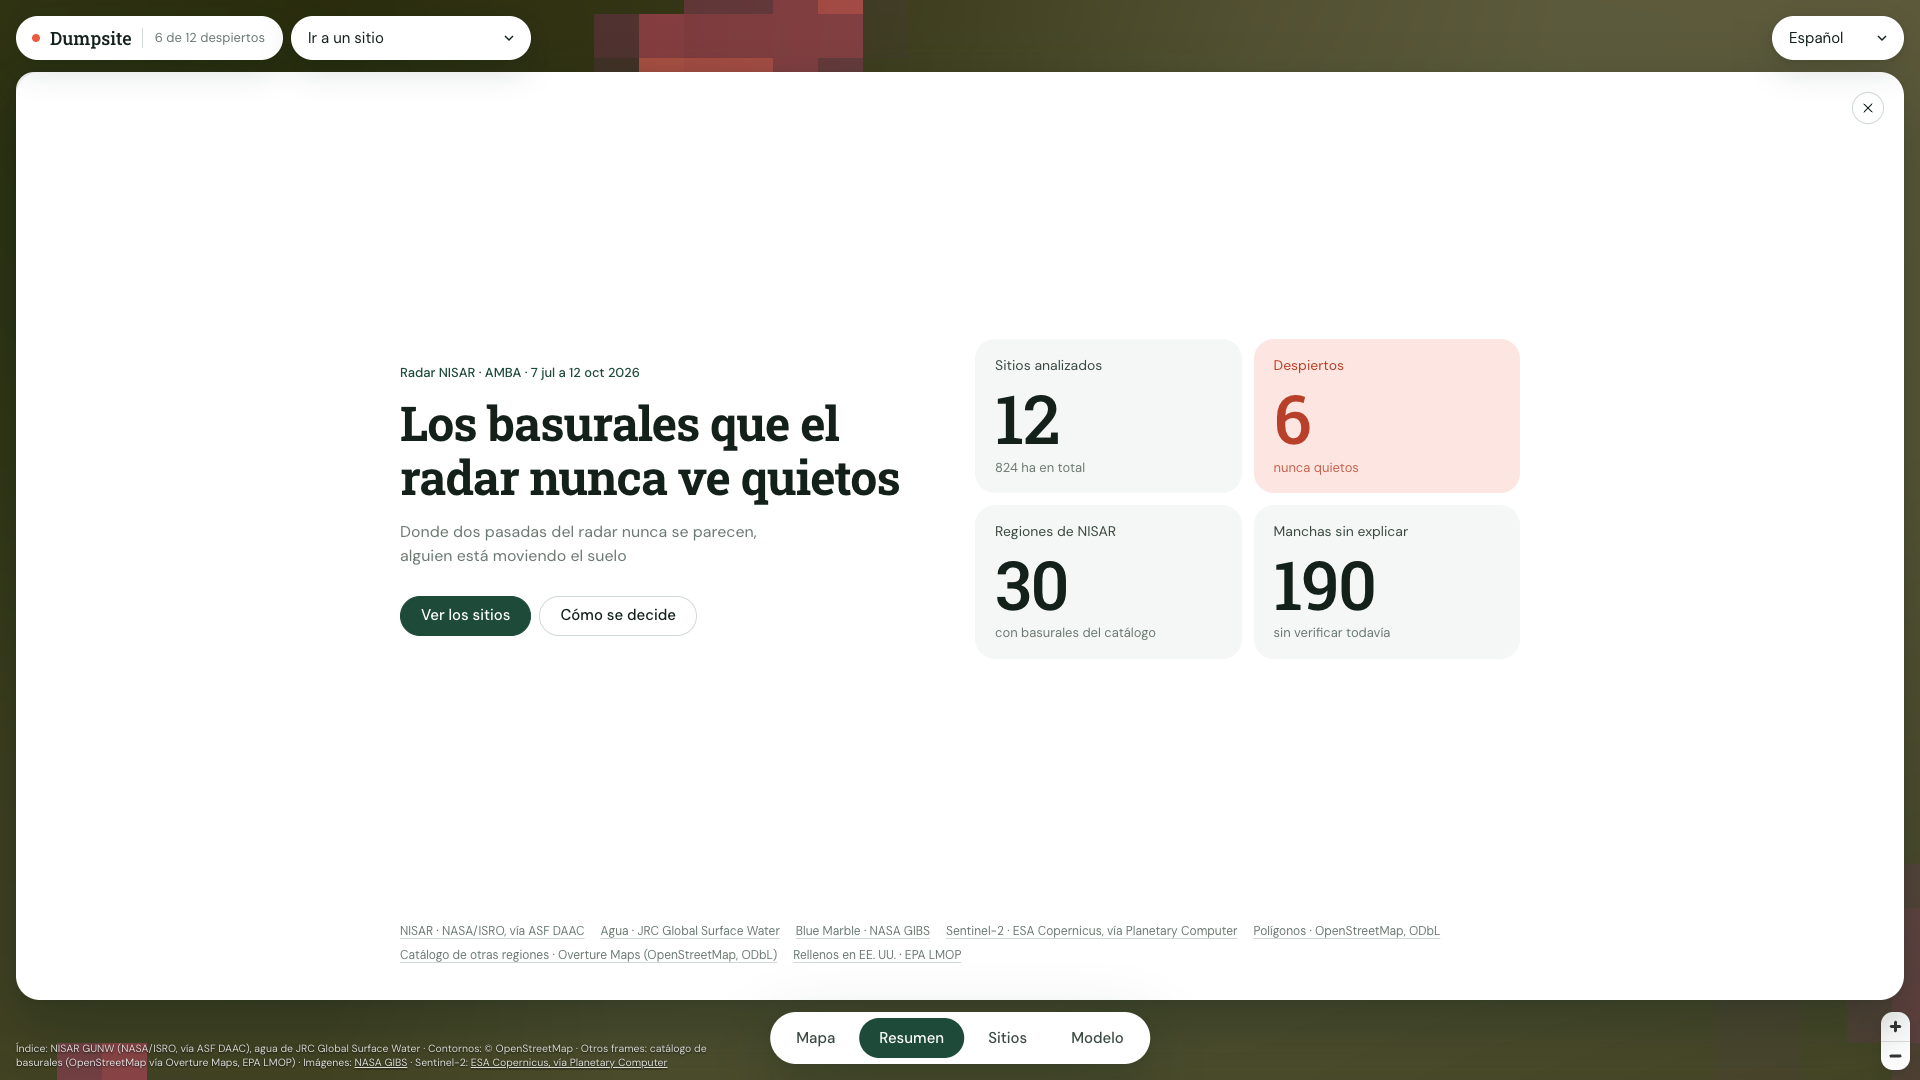 Dumpsite
6 de 12 despiertos
Ir a un sitio
Español
Radar NISAR · AMBA · 7 jul a 12 oct 2026
Los basurales que el
radar nunca ve quietos
Donde dos pasadas del radar nunca se parecen,
alguien está moviendo el suelo
Ver los sitios
Cómo se decide
Sitios analizados
12
824 ha en total
Despiertos
6
nunca quietos
Regiones de NISAR
30
con basurales del catálogo
Manchas sin explicar
190
sin verificar todavía
NISAR · NASA/ISRO, vía ASF DAAC
Agua · JRC Global Surface Water
Blue Marble · NASA GIBS
Sentinel-2 · ESA Copernicus, vía Planetary Computer
Polígonos · OpenStreetMap, ODbL
Catálogo de otras regiones · Overture Maps (OpenStreetMap, ODbL)
Rellenos en EE. UU. · EPA LMOP
Mapa
Resumen
Sitios
Modelo
Índice: NISAR GUNW (NASA/ISRO, vía ASF DAAC), agua de JRC Global Surface Water · Contornos: © OpenStreetMap · Otros frames: catálogo de
basurales (OpenStreetMap vía Overture Maps, EPA LMOP) · Imágenes: NASA GIBS · Sentinel-2: ESA Copernicus, vía Planetary Computer